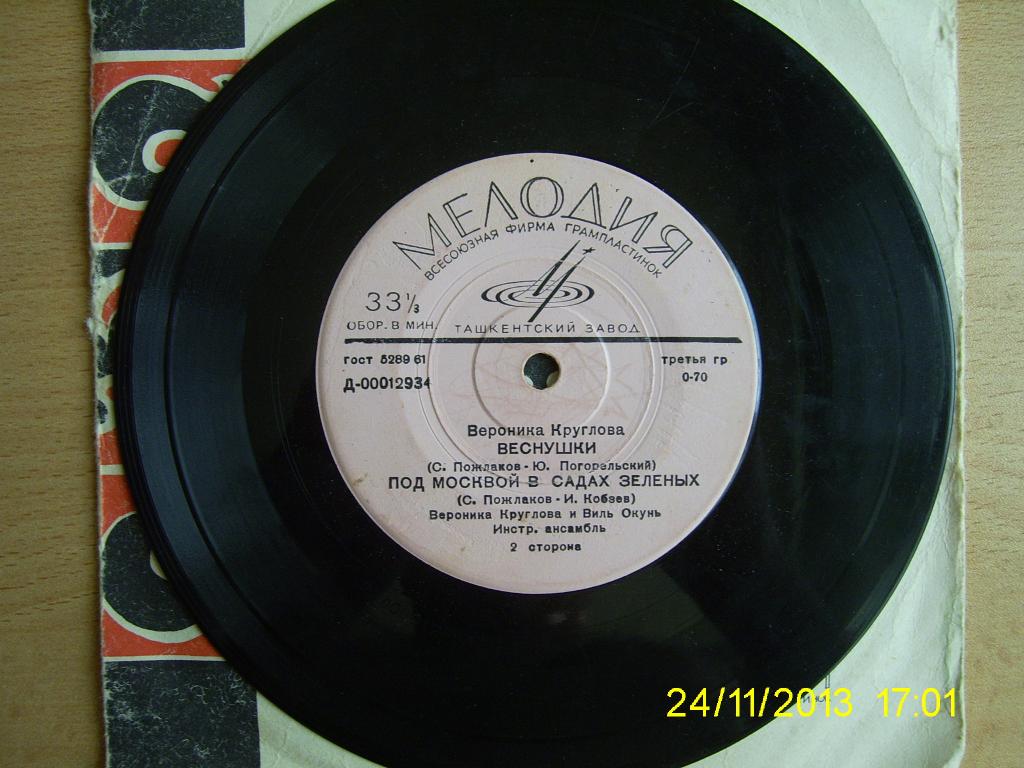 МЕЛОДИЯ
ВСЕСОЮЗНАЯ ФИРМА ГРАМПЛАСТИНОК
33⅓
ОБОР. В МИН.
ТАШКЕНТСКИЙ ЗАВОД
гост 5289 61
третья гр
Д-00012934
0-70
Вероника Круглова
ВЕСНУШКИ
(С. Пожлаков - Ю. Погорельский)
ПОД МОСКВОЙ В САДАХ ЗЕЛЕНЫХ
(С. Пожлаков - И. Кобзев)
Вероника Круглова и Виль Окунь
Инстр. ансамбль
2 сторона
24/11/2013 17:01